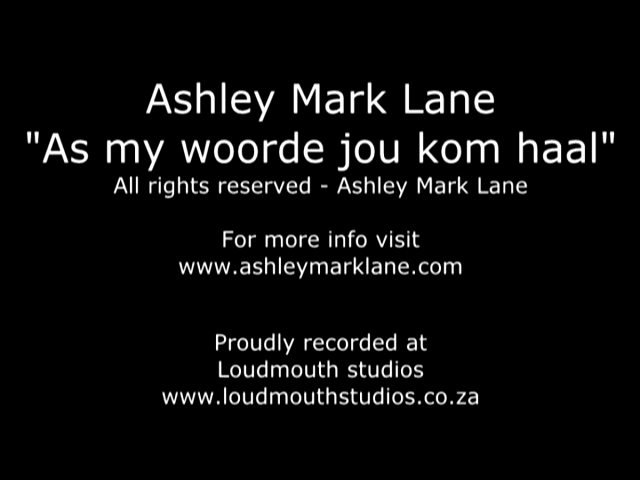 Ashley Mark Lane
"As my woorde jou kom haal"
All rights reserved - Ashley Mark Lane
For more info visit
www.ashleymarklane.com
Proudly recorded at
Loudmouth studios
www.loudmouthstudios.co.za